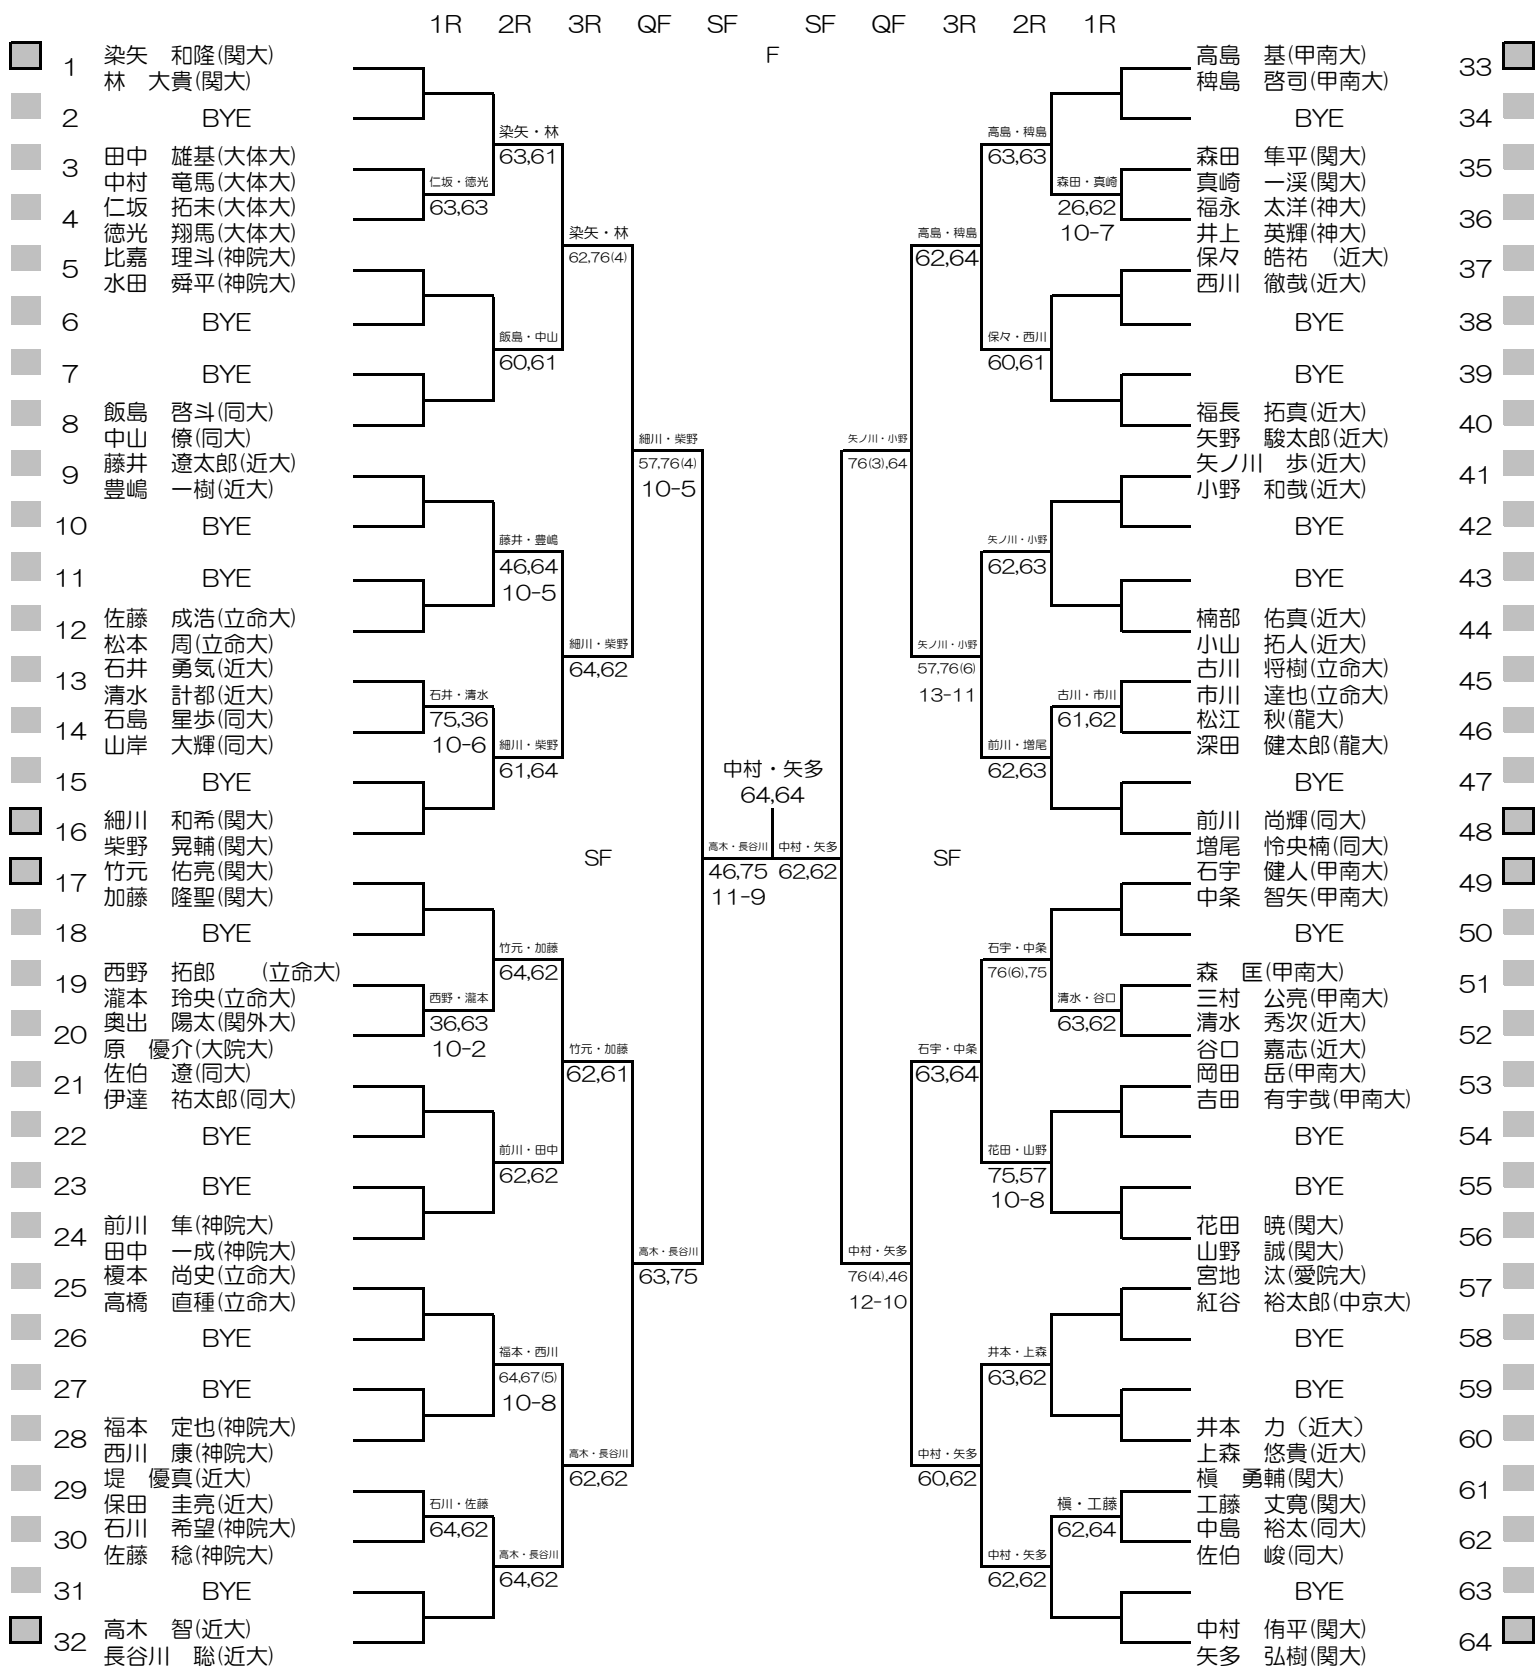 1R 2R 3R QF SF SF QF 3R 2R 1R
F
1 染矢 和隆(関大)
林 大貴(関大)
2 BYE
3 田中 雄基(大体大)
中村 竜馬(大体大)
4 仁坂 拓未(大体大)
徳光 翔馬(大体大)
5 比嘉 理斗(神院大)
水田 舜平(神院大)
6 BYE
7 BYE
8 飯島 啓斗(同大)
中山 僚(同大)
9 藤井 遼太郎(近大)
豊嶋 一樹(近大)
10 BYE
11 BYE
12 佐藤 成浩(立命大)
松本 周(立命大)
13 石井 勇気(近大)
清水 計都(近大)
14 石島 星歩(同大)
山岸 大輝(同大)
15 BYE
16 細川 和希(関大)
柴野 晃輔(関大)
17 竹元 佑亮(関大)
加藤 隆聖(関大)
18 BYE
19 西野 拓郎 (立命大)
瀧本 玲央(立命大)
20 奥出 陽太(関外大)
原 優介(大院大)
21 佐伯 遼(同大)
伊達 祐太郎(同大)
22 BYE
23 BYE
24 前川 隼(神院大)
田中 一成(神院大)
25 榎本 尚史(立命大)
高橋 直種(立命大)
26 BYE
27 BYE
28 福本 定也(神院大)
西川 康(神院大)
29 堤 優真(近大)
保田 圭亮(近大)
30 石川 希望(神院大)
佐藤 稔(神院大)
31 BYE
32 高木 智(近大)
長谷川 聡(近大)
仁坂・徳光
63,63
石井・清水
75,36
10-6
西野・瀧本
36,63
10-2
石川・佐藤
64,62
染矢・林
63,61
飯島・中山
60,61
藤井・豊嶋
46,64
10-5
細川・柴野
61,64
竹元・加藤
64,62
前川・田中
62,62
福本・西川
64,67(5)
10-8
高木・長谷川
64,62
染矢・林
62,76(4)
細川・柴野
64,62
竹元・加藤
62,61
高木・長谷川
62,62
細川・柴野
57,76(4)
10-5
高木・長谷川
63,75
SF
高木・長谷川
46,75
11-9
中村・矢多
64,64
中村・矢多
62,62
SF
矢ノ川・小野
76(3),64
中村・矢多
76(4),46
12-10
高島・稗島
62,64
矢ノ川・小野
57,76(6)
13-11
石宇・中条
63,64
中村・矢多
60,62
高島・稗島
63,63
保々・西川
60,61
矢ノ川・小野
62,63
前川・増尾
62,63
石宇・中条
76(6),75
花田・山野
75,57
10-8
井本・上森
63,62
中村・矢多
62,62
森田・真崎
26,62
10-7
古川・市川
61,62
清水・谷口
63,62
槇・工藤
62,64
高島 基(甲南大) 33
稗島 啓司(甲南大)
BYE 34
森田 隼平(関大) 35
真崎 一渓(関大)
福永 太洋(神大) 36
井上 英輝(神大)
保々 皓祐 (近大) 37
西川 徹哉(近大)
BYE 38
BYE 39
福長 拓真(近大) 40
矢野 駿太郎(近大)
矢ノ川 歩(近大) 41
小野 和哉(近大)
BYE 42
BYE 43
楠部 佑真(近大) 44
小山 拓人(近大)
古川 将樹(立命大) 45
市川 達也(立命大)
松江 秋(龍大) 46
深田 健太郎(龍大)
BYE 47
前川 尚輝(同大) 48
増尾 怜央楠(同大)
石宇 健人(甲南大) 49
中条 智矢(甲南大)
BYE 50
森 匡(甲南大) 51
三村 公亮(甲南大)
清水 秀次(近大) 52
谷口 嘉志(近大)
岡田 岳(甲南大) 53
吉田 有宇哉(甲南大)
BYE 54
BYE 55
花田 暁(関大) 56
山野 誠(関大)
宮地 汰(愛院大) 57
紅谷 裕太郎(中京大)
BYE 58
BYE 59
井本 力（近大） 60
上森 悠貴(近大)
槇 勇輔(関大) 61
工藤 丈寛(関大)
中島 裕太(同大) 62
佐伯 峻(同大)
BYE 63
中村 侑平(関大) 64
矢多 弘樹(関大)